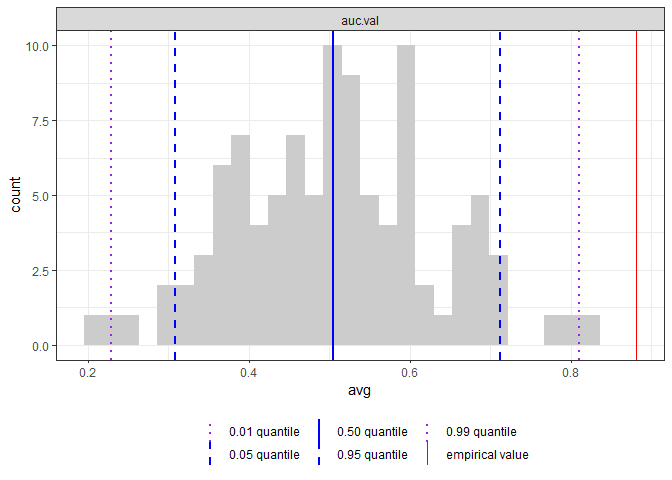 auc.val
10.0
7.5
count
5.0
2.5
0.0
0.2 0.4 0.6 0.8
avg
0.01 quantile 0.50 quantile 0.99 quantile
0.05 quantile 0.95 quantile empirical value